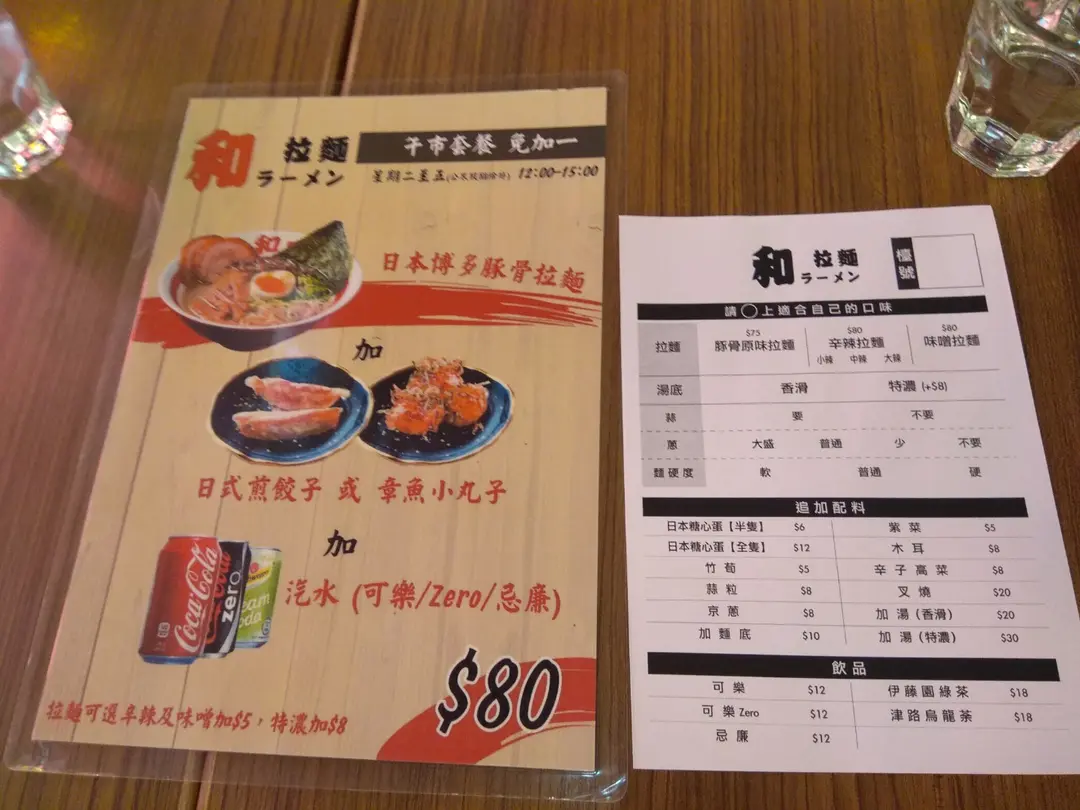 和 拉麵
ラーメン
午市套餐 免加一
星期二至五(公眾假期除外) 12:00-15:00
和
日本博多豚骨拉麵
加
日式煎餃子 或 章魚小丸子
加
Coca-Cola
zero
Cream Soda
汽水 (可樂/Zero/忌廉)
$80
拉麵可選辛辣及味噌加$5，特濃加$8
和 拉麵
ラーメン
檯號
請◯上適合自己的口味
拉麵 $75 豚骨原味拉麵 $80 辛辣拉麵 小辣 中辣 大辣 $80 味噌拉麵
湯底 香滑 特濃 (+$8)
蒜 要 不要
蔥 大盛 普通 少 不要
麵硬度 軟 普通 硬
追加配料
日本糖心蛋【半隻】 $6 紫菜 $5
日本糖心蛋【全隻】 $12 木耳 $8
竹荀 $5 辛子高菜 $8
蒜粒 $8 叉燒 $20
京蔥 $8 加湯（香滑） $20
加麵底 $10 加湯（特濃） $30
飲品
可樂 $12 伊藤園綠茶 $18
可樂 Zero $12 津路烏龍茶 $18
忌廉 $12